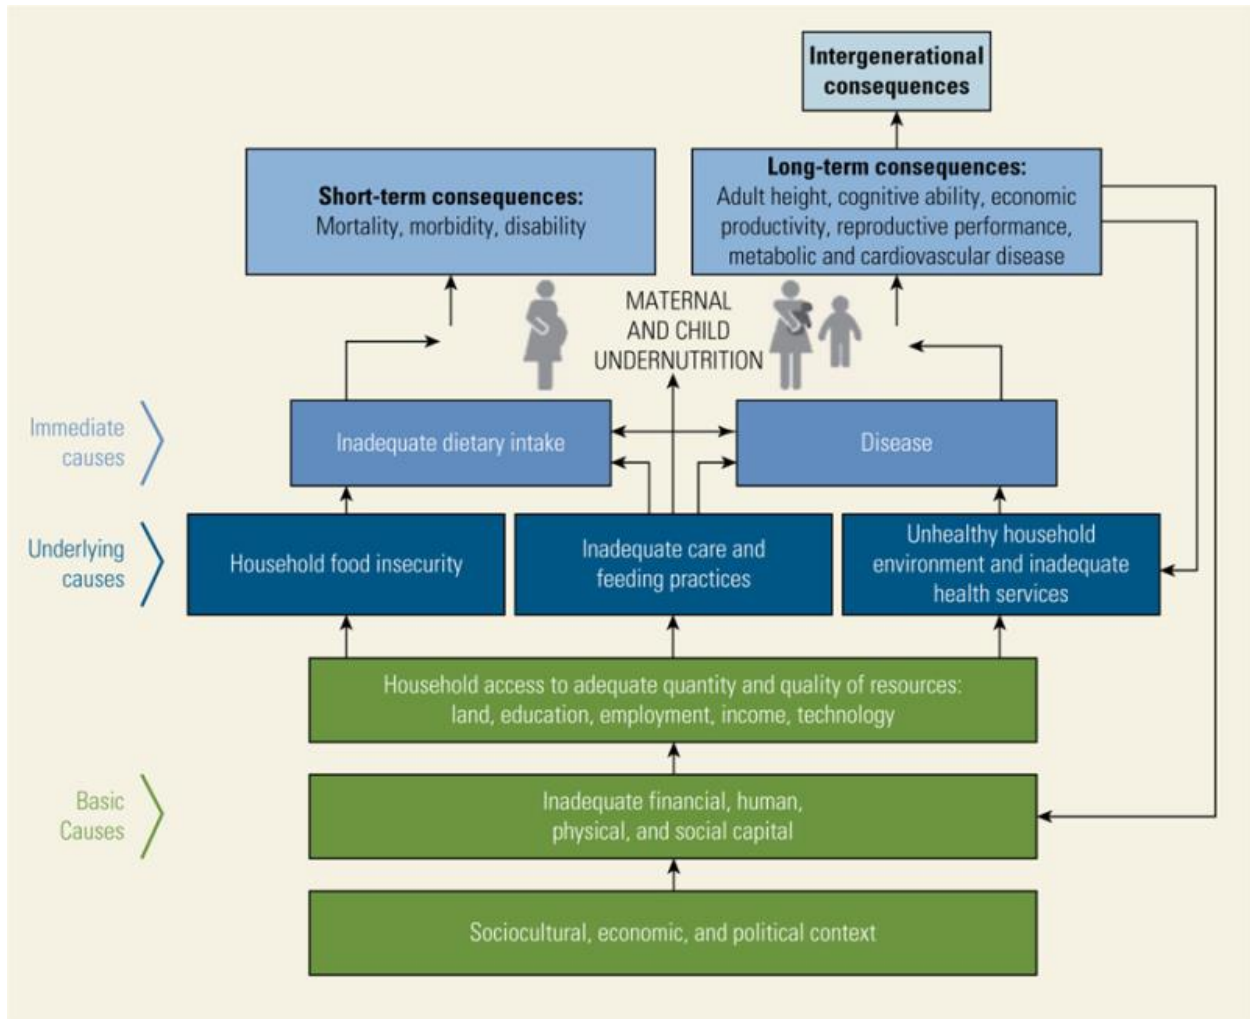 Intergenerational
consequences
Short-term consequences:
Mortality, morbidity, disability
Long-term consequences:
Adult height, cognitive ability, economic
productivity, reproductive performance,
metabolic and cardiovascular disease
MATERNAL
AND CHILD
UNDERNUTRITION
Immediate
causes
Inadequate dietary intake
Disease
Underlying
causes
Household food insecurity
Inadequate care and
feeding practices
Unhealthy household
environment and inadequate
health services
Household access to adequate quantity and quality of resources:
land, education, employment, income, technology
Basic
Causes
Inadequate financial, human,
physical, and social capital
Sociocultural, economic, and political context